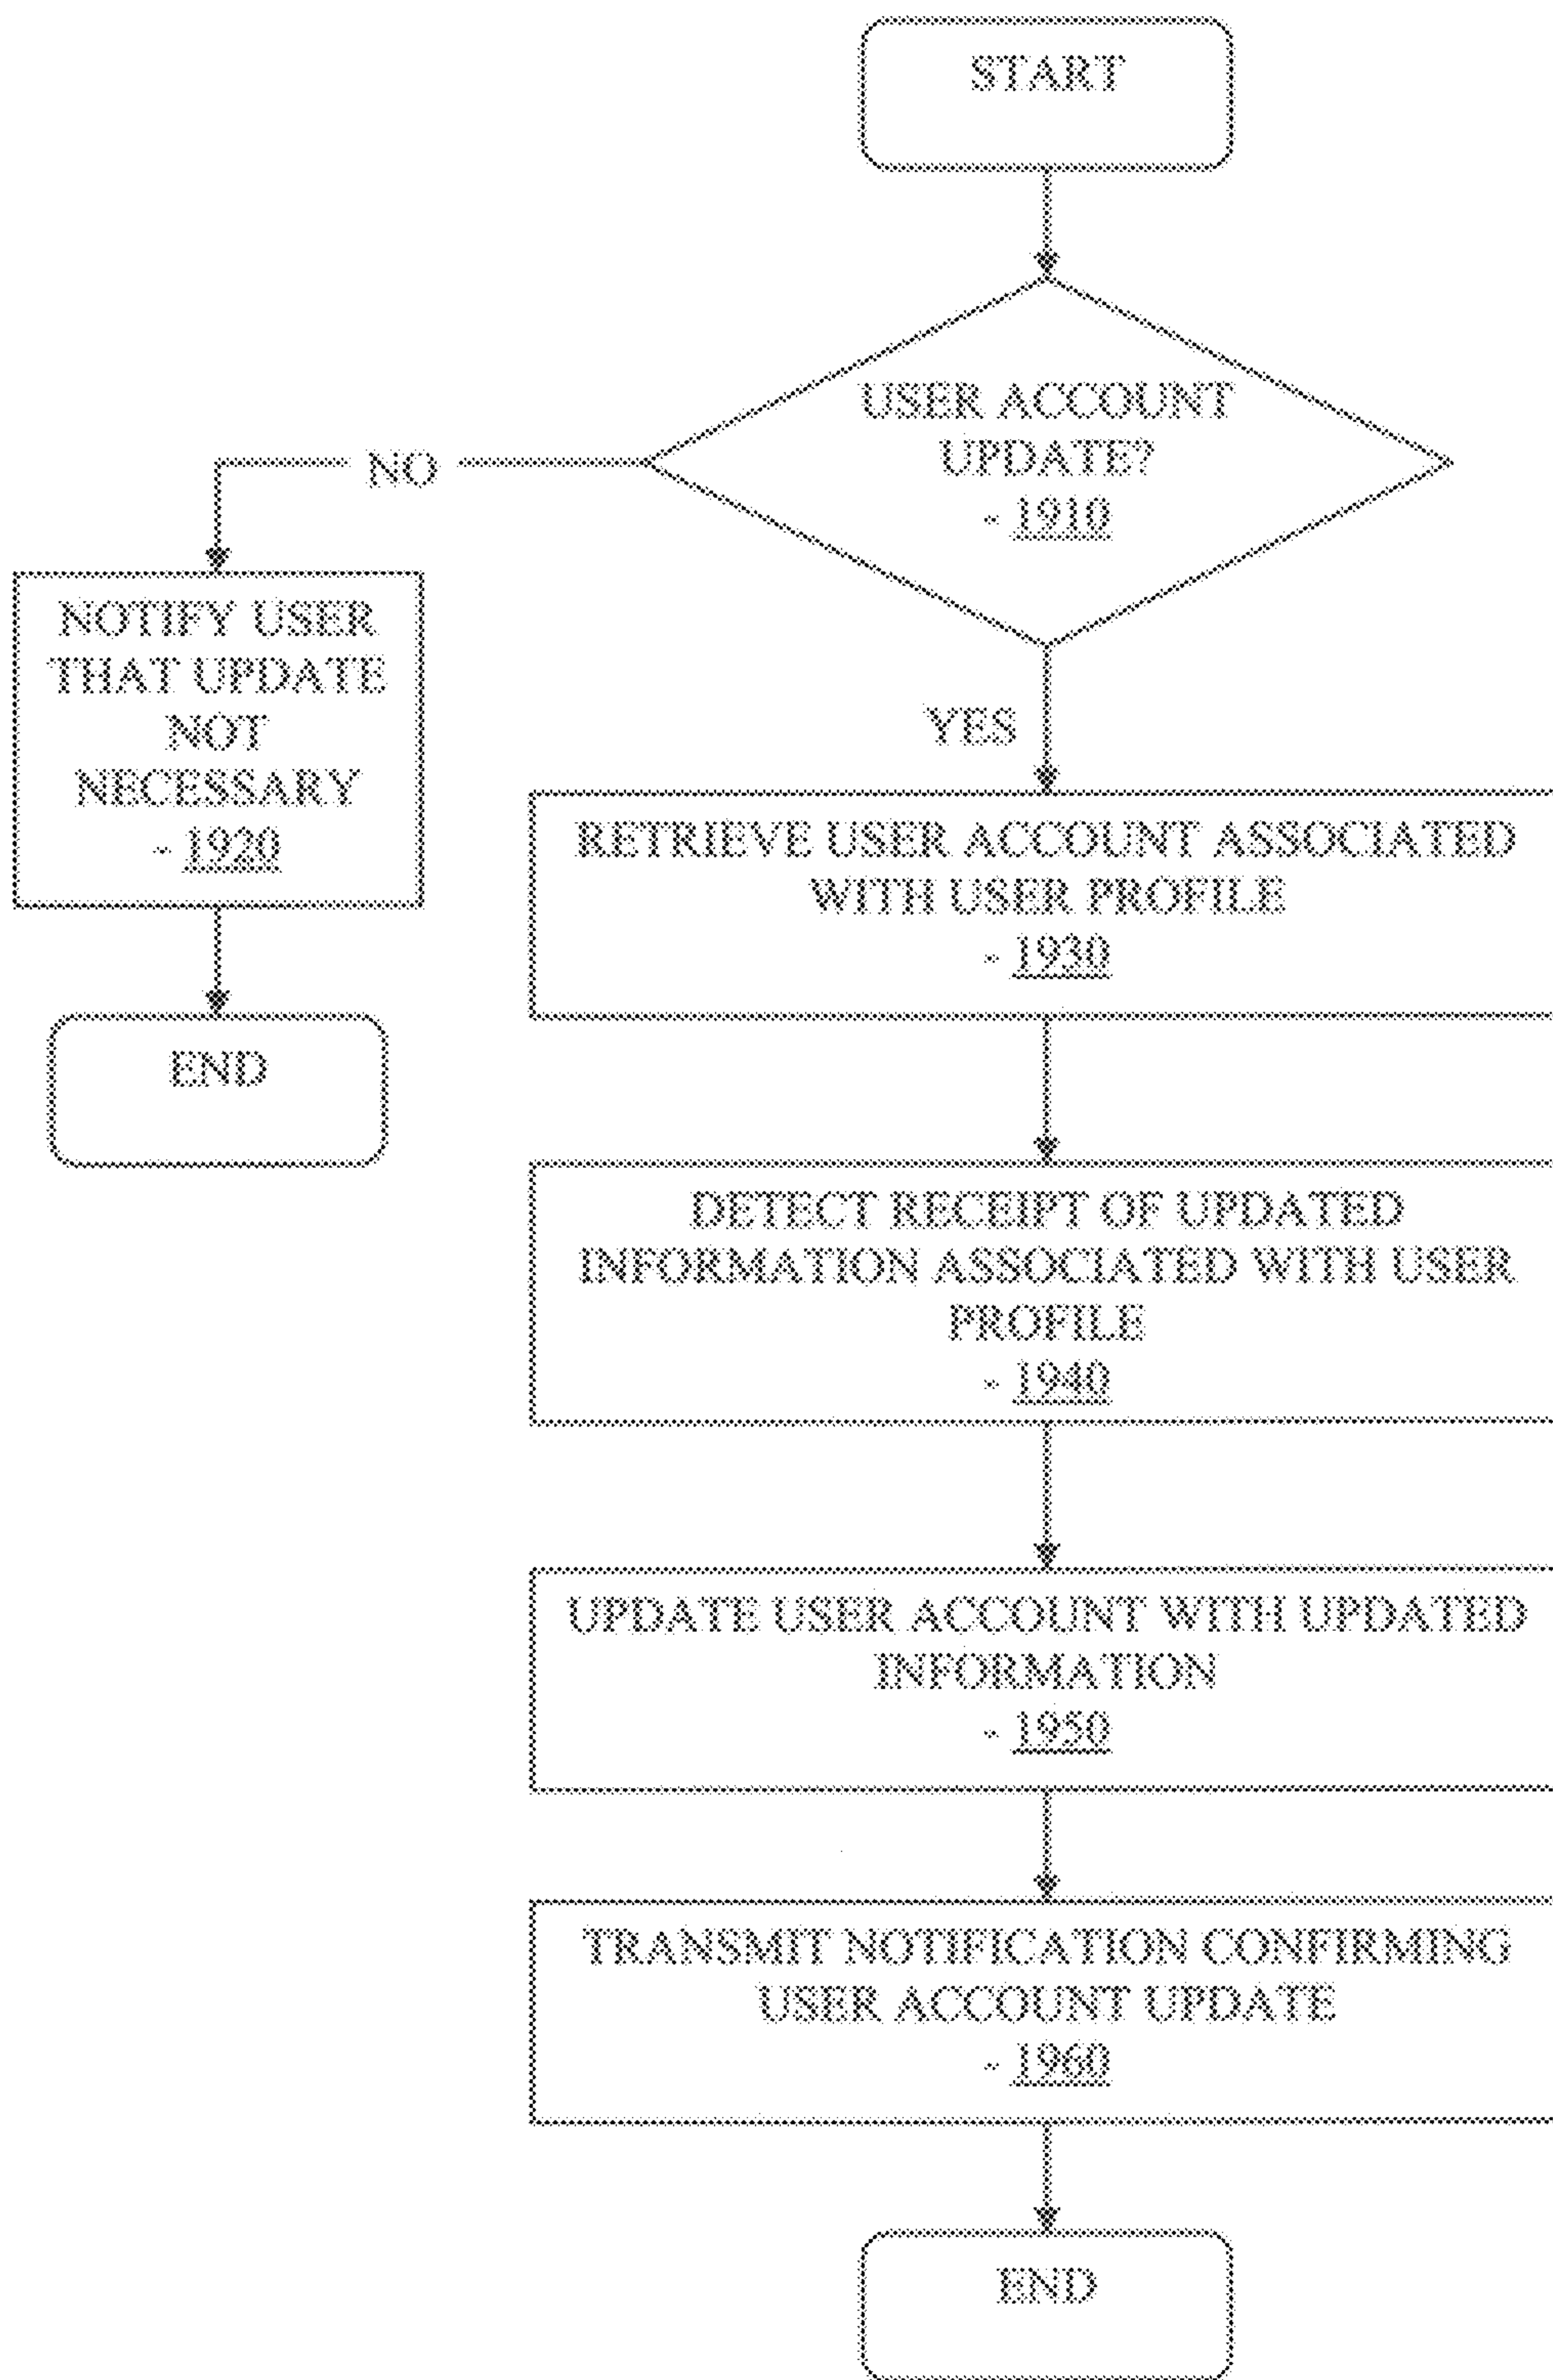 START
USER ACCOUNT
UPDATE?
- 1910
NO
NOTIFY USER
THAT UPDATE
NOT
NECESSARY
- 1920
END
YES
RETRIEVE USER ACCOUNT ASSOCIATED
WITH USER PROFILE
- 1930
DETECT RECEIPT OF UPDATED
INFORMATION ASSOCIATED WITH USER
PROFILE
- 1940
UPDATE USER ACCOUNT WITH UPDATED
INFORMATION
- 1950
TRANSMIT NOTIFICATION CONFIRMING
USER ACCOUNT UPDATE
- 1960
END